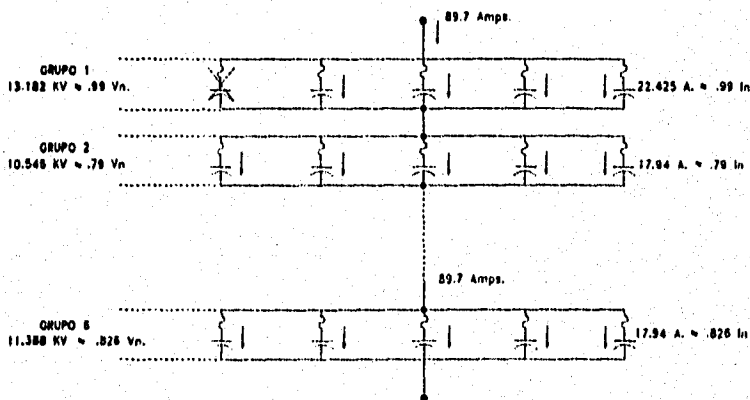 89.7 Amps.
GRUPO 1
13.182 KV ≈ .99 Vn.
22.425 A. ≈ .99 In
GRUPO 2
10.546 KV ≈ .79 Vn
17.94 A. ≈ .79 In
89.7 Amps.
GRUPO 6
11.388 KV ≈ .826 Vn.
17.94 A. ≈ .826 In